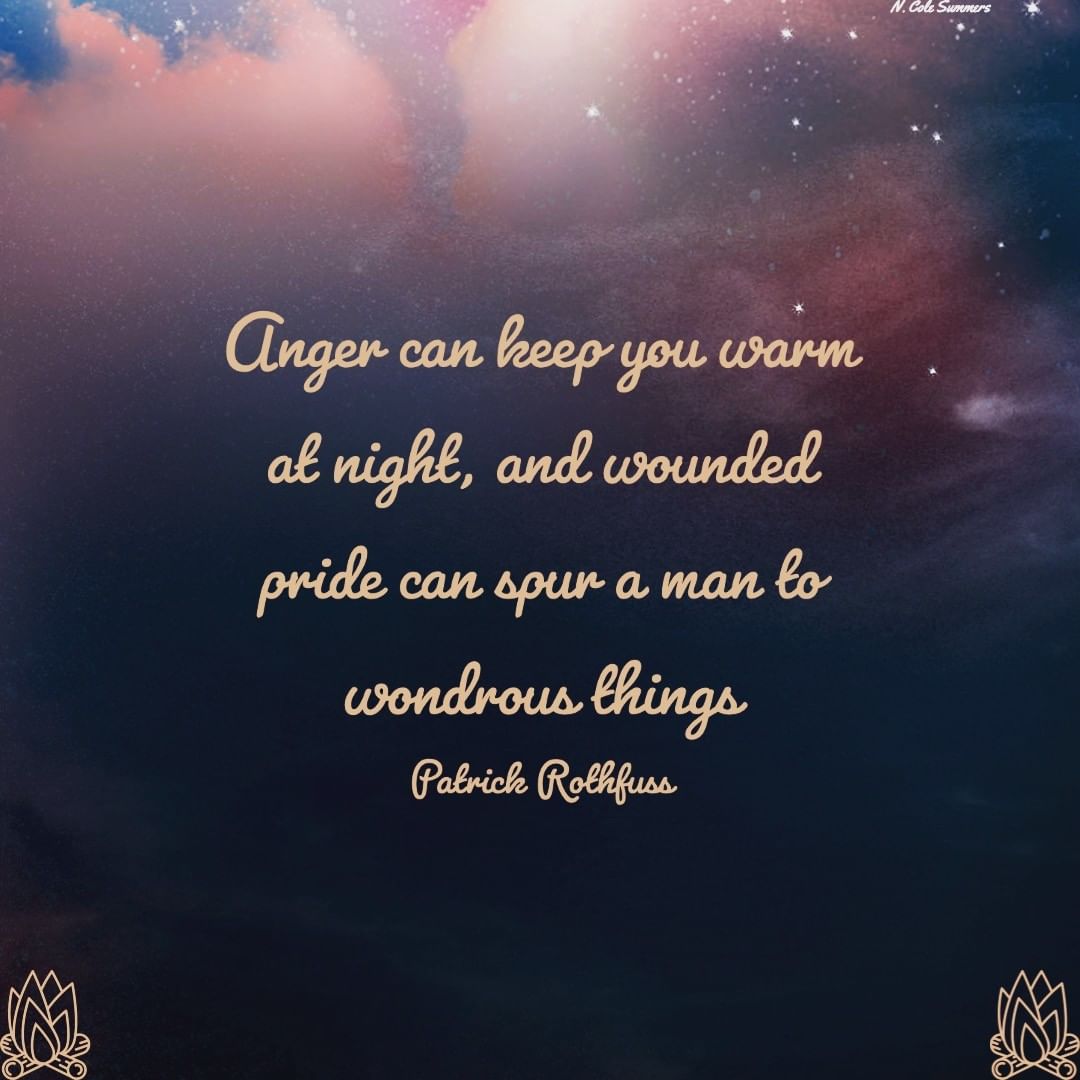 N. Cole Summers
Anger can keep you warm
at night, and wounded
pride can spur a man to
wondrous things
Patrick Rothfuss